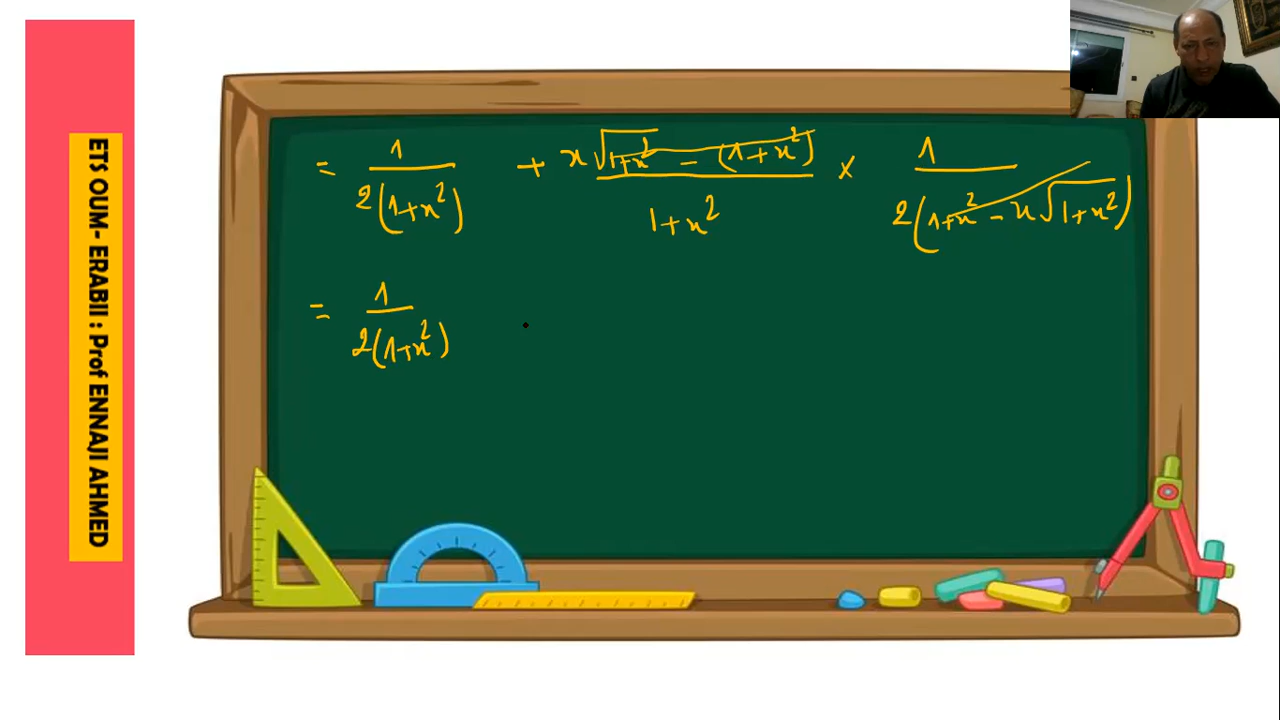 ETS OUM- ERABII : Prof ENNAJI AHMED
= 1/(2(1+x²)) + (x√(1+x²) - (1+x²))/(1+x²) × 1/(2(1+x² - x√(1+x²)))
= 1/(2(1+x²))